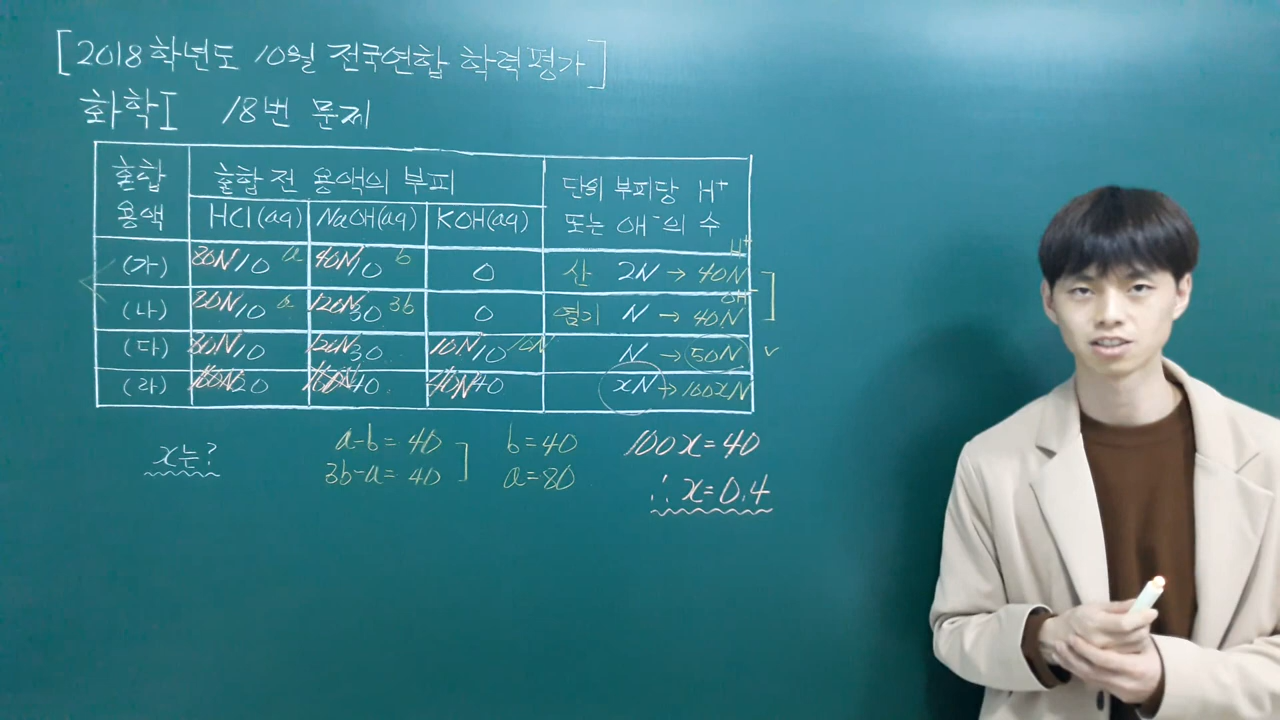 [2018학년도 10월 전국연합 학력평가]
화학I 18번 문제
혼합 용액 혼합 전 용액의 부피 단위 부피당 H⁺ 또는 OH⁻의 수
HCl(aq) NaOH(aq) KOH(aq)
H⁺
(가) 80N 10 a 40N 10 b 0 산 2N → 40N
OH⁻
(나) 80N 10 a 120N 30 3b 0 염기 N → 40N
(다) 80N 10 120N 30 10N 10 10N N → 50N ✓
(라) 160N 20 160N 40 40N 40 xN → 100xN
a-b=40 b=40 100x=40
x는? 3b-a=40 a=80
∴ x=0.4